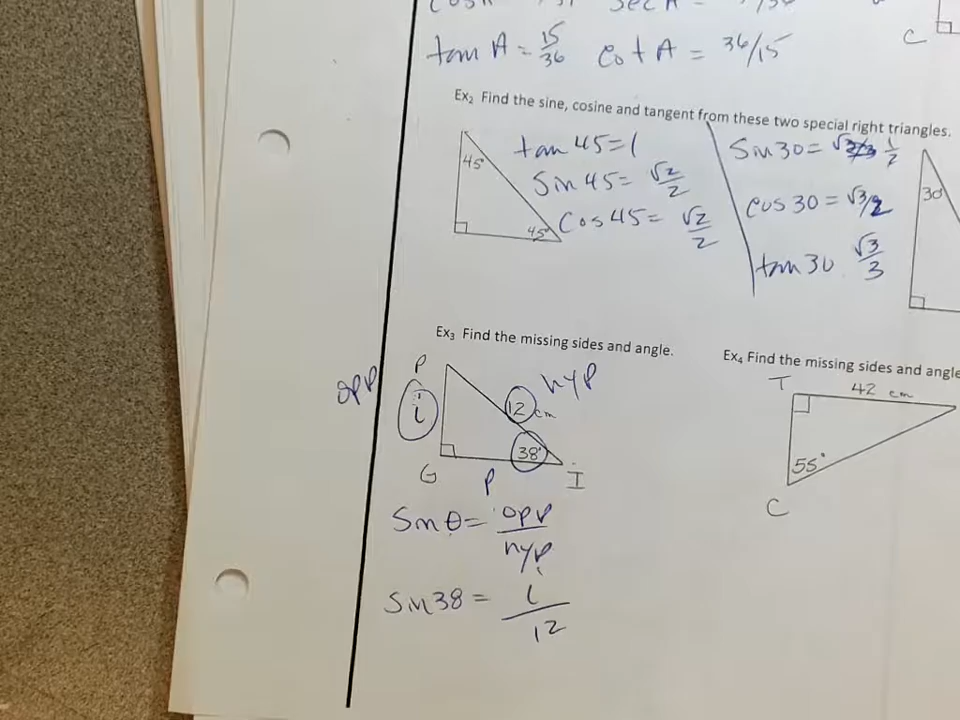 tan A = 15/36 cot A = 36/15
C
Ex2 Find the sine, cosine and tangent from these two special right triangles.
45°
45°
tan 45 = 1
Sin 45 = √2/2
Cos 45 = √2/2
Sin 30 = 1/2
cos 30 = √3/2
tan 30 √3/3
30
Ex3 Find the missing sides and angle.
opp
P
i
12 cm
hyp
38°
G
P
I
Sin θ = opp/hyp
Sin 38 = i/12
Ex4 Find the missing sides and angle
T
42 cm
55°
C